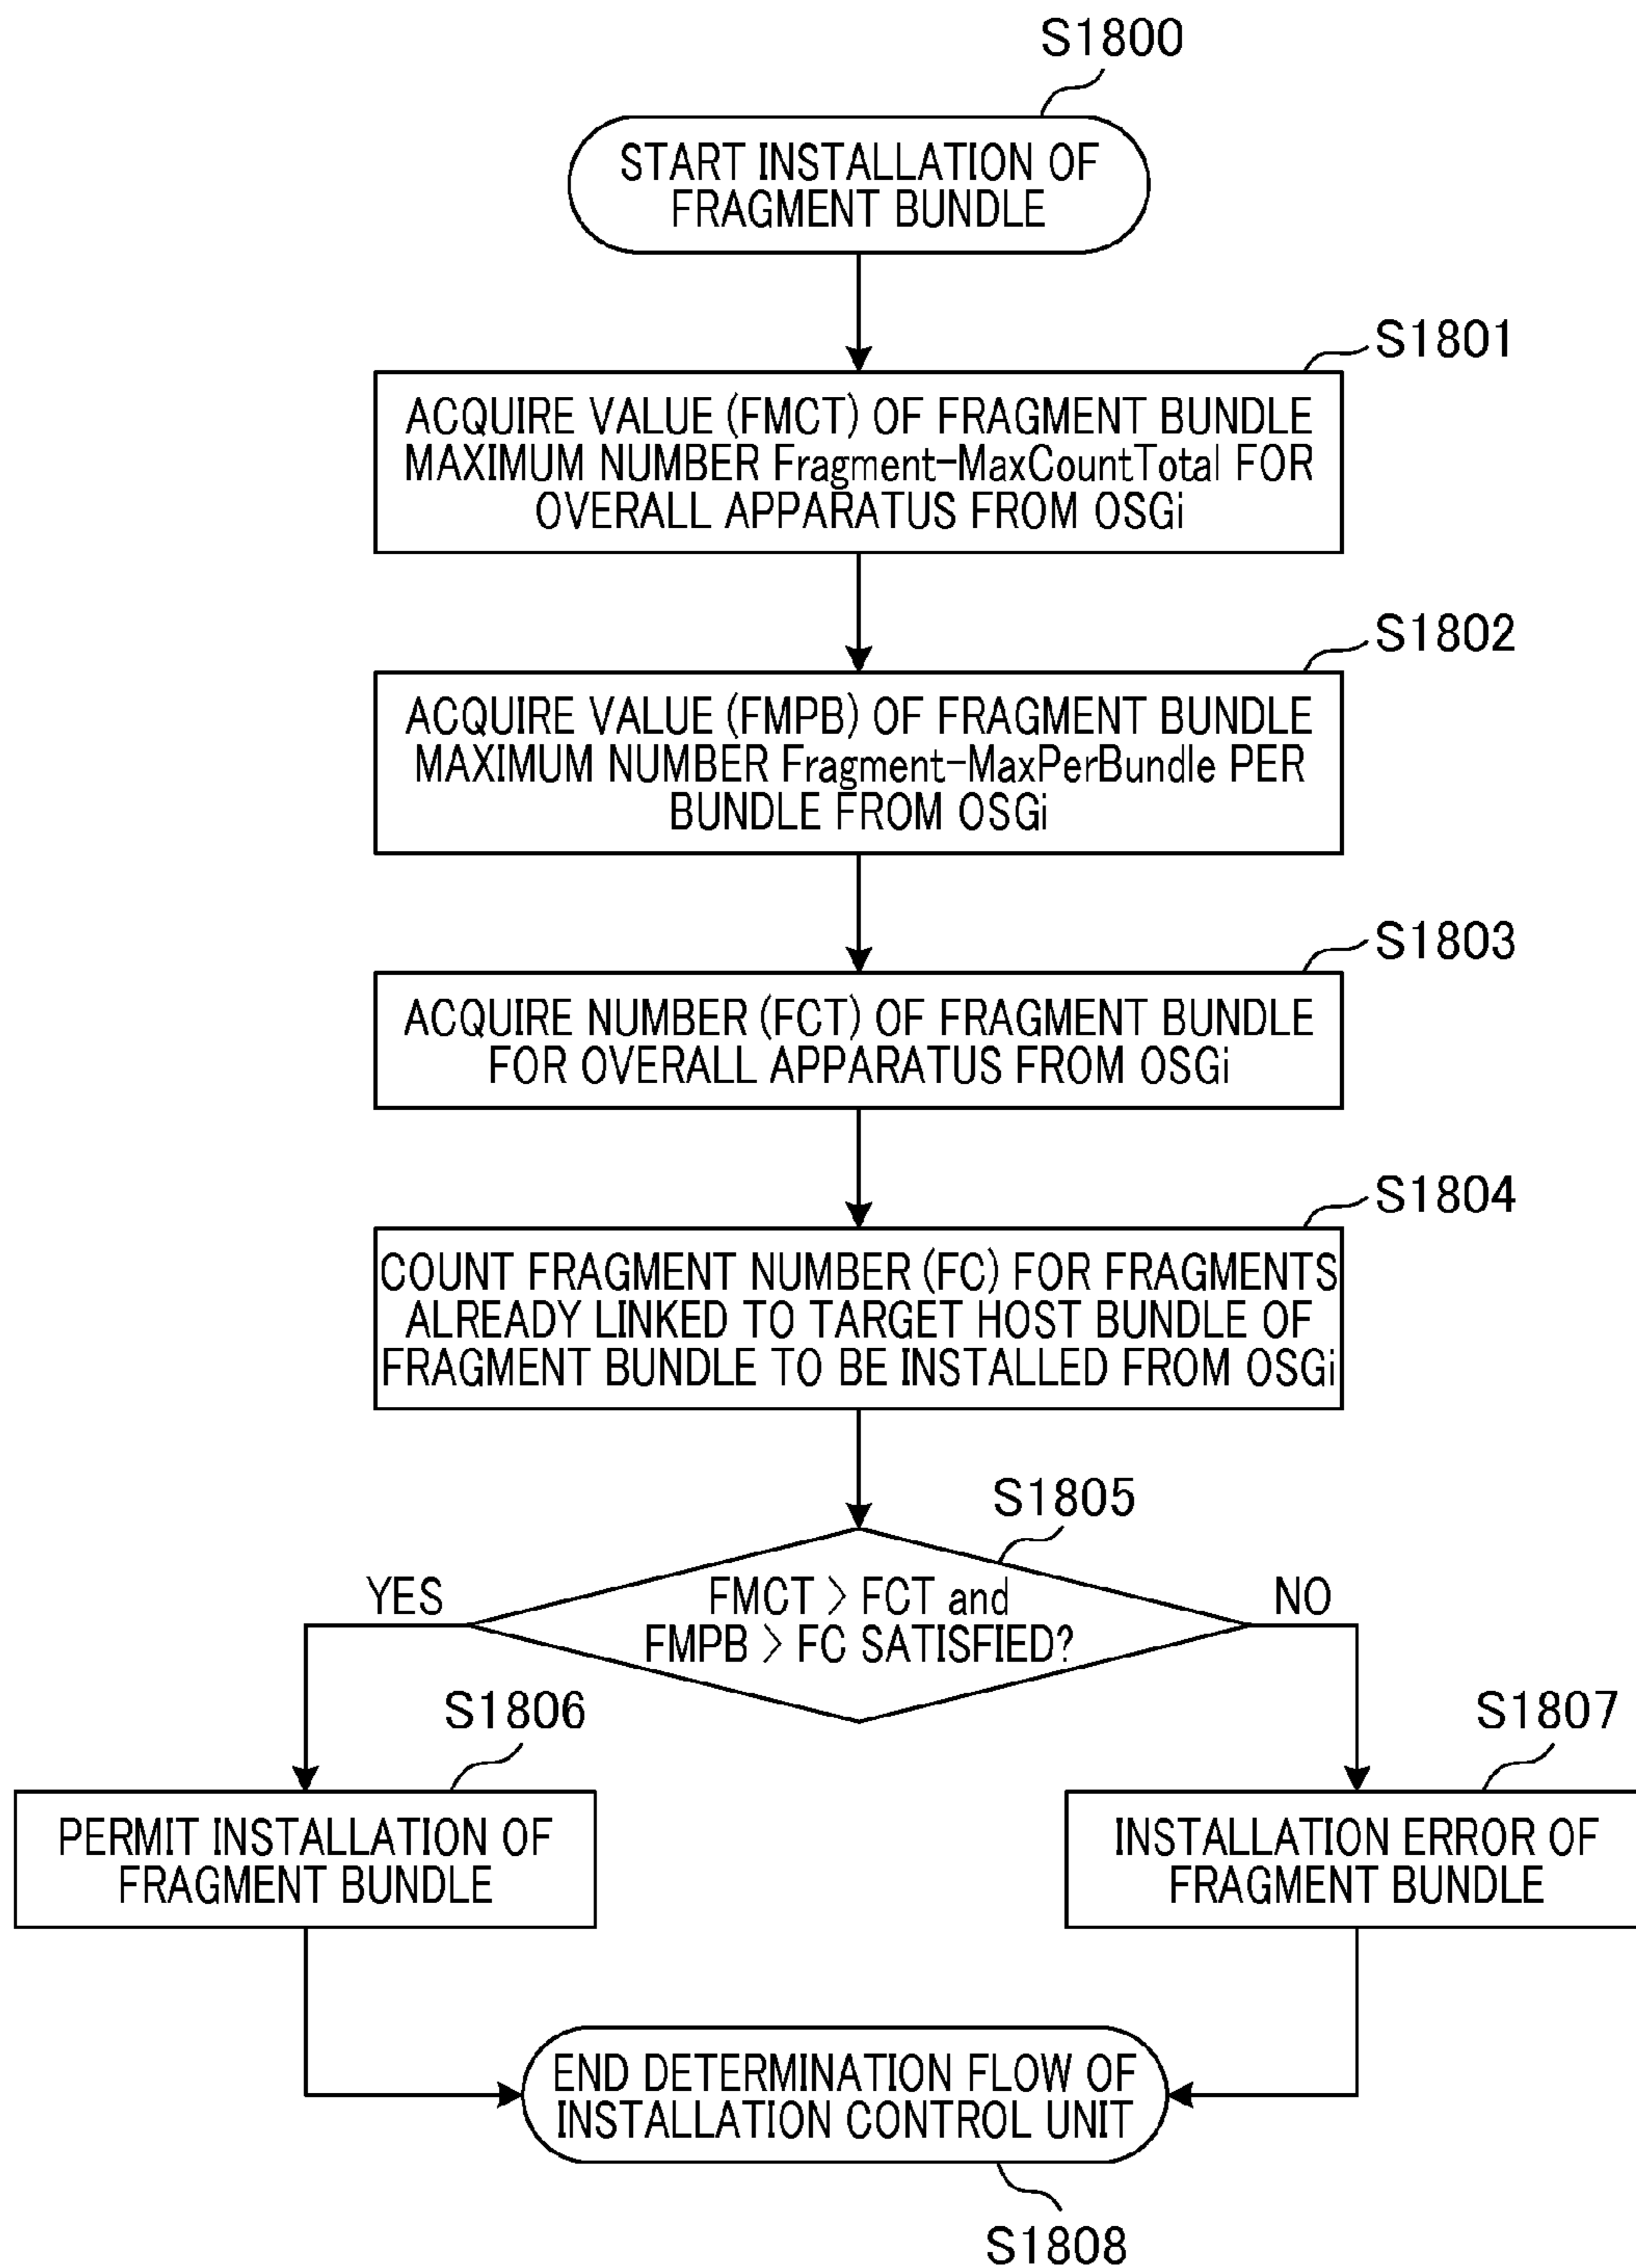 S1800
START INSTALLATION OF
FRAGMENT BUNDLE
S1801
ACQUIRE VALUE (FMCT) OF FRAGMENT BUNDLE
MAXIMUM NUMBER Fragment-MaxCountTotal FOR
OVERALL APPARATUS FROM OSGi
S1802
ACQUIRE VALUE (FMPB) OF FRAGMENT BUNDLE
MAXIMUM NUMBER Fragment-MaxPerBundle PER
BUNDLE FROM OSGi
S1803
ACQUIRE NUMBER (FCT) OF FRAGMENT BUNDLE
FOR OVERALL APPARATUS FROM OSGi
S1804
COUNT FRAGMENT NUMBER (FC) FOR FRAGMENTS
ALREADY LINKED TO TARGET HOST BUNDLE OF
FRAGMENT BUNDLE TO BE INSTALLED FROM OSGi
S1805
YES
FMCT > FCT and
FMPB > FC SATISFIED?
NO
S1806
PERMIT INSTALLATION OF
FRAGMENT BUNDLE
S1807
INSTALLATION ERROR OF
FRAGMENT BUNDLE
END DETERMINATION FLOW OF
INSTALLATION CONTROL UNIT
S1808